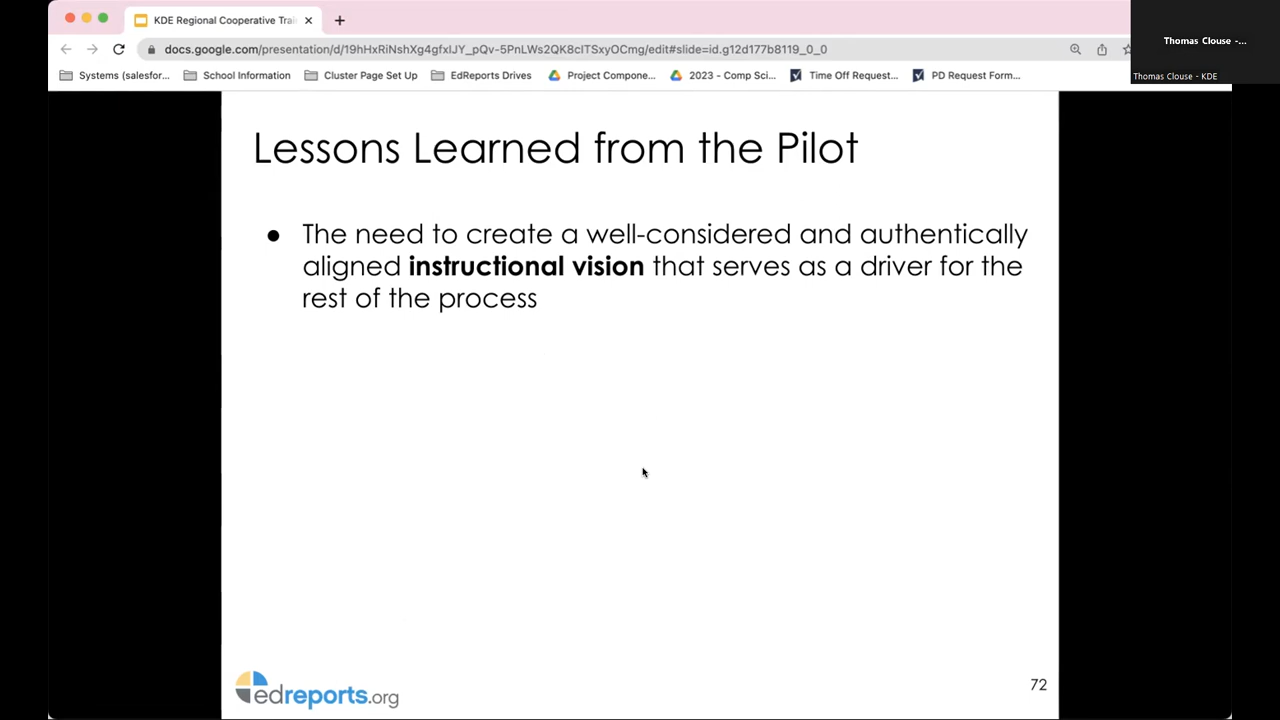 KDE Regional Cooperative Trai
docs.google.com/presentation/d/19hHxRiNshXg4gfxIJY_pQv-5PnLWs2QK8cITSxyOCmg/edit#slide=id.g12d177b8119_0_0
Systems (salesfor... School Information Cluster Page Set Up EdReports Drives Project Compone... 2023 - Comp Sci... Time Off Request... PD Request Form...
Thomas Clouse -...
Thomas Clouse - KDE
Lessons Learned from the Pilot
● The need to create a well-considered and authentically
aligned instructional vision that serves as a driver for the
rest of the process
edreports.org
72